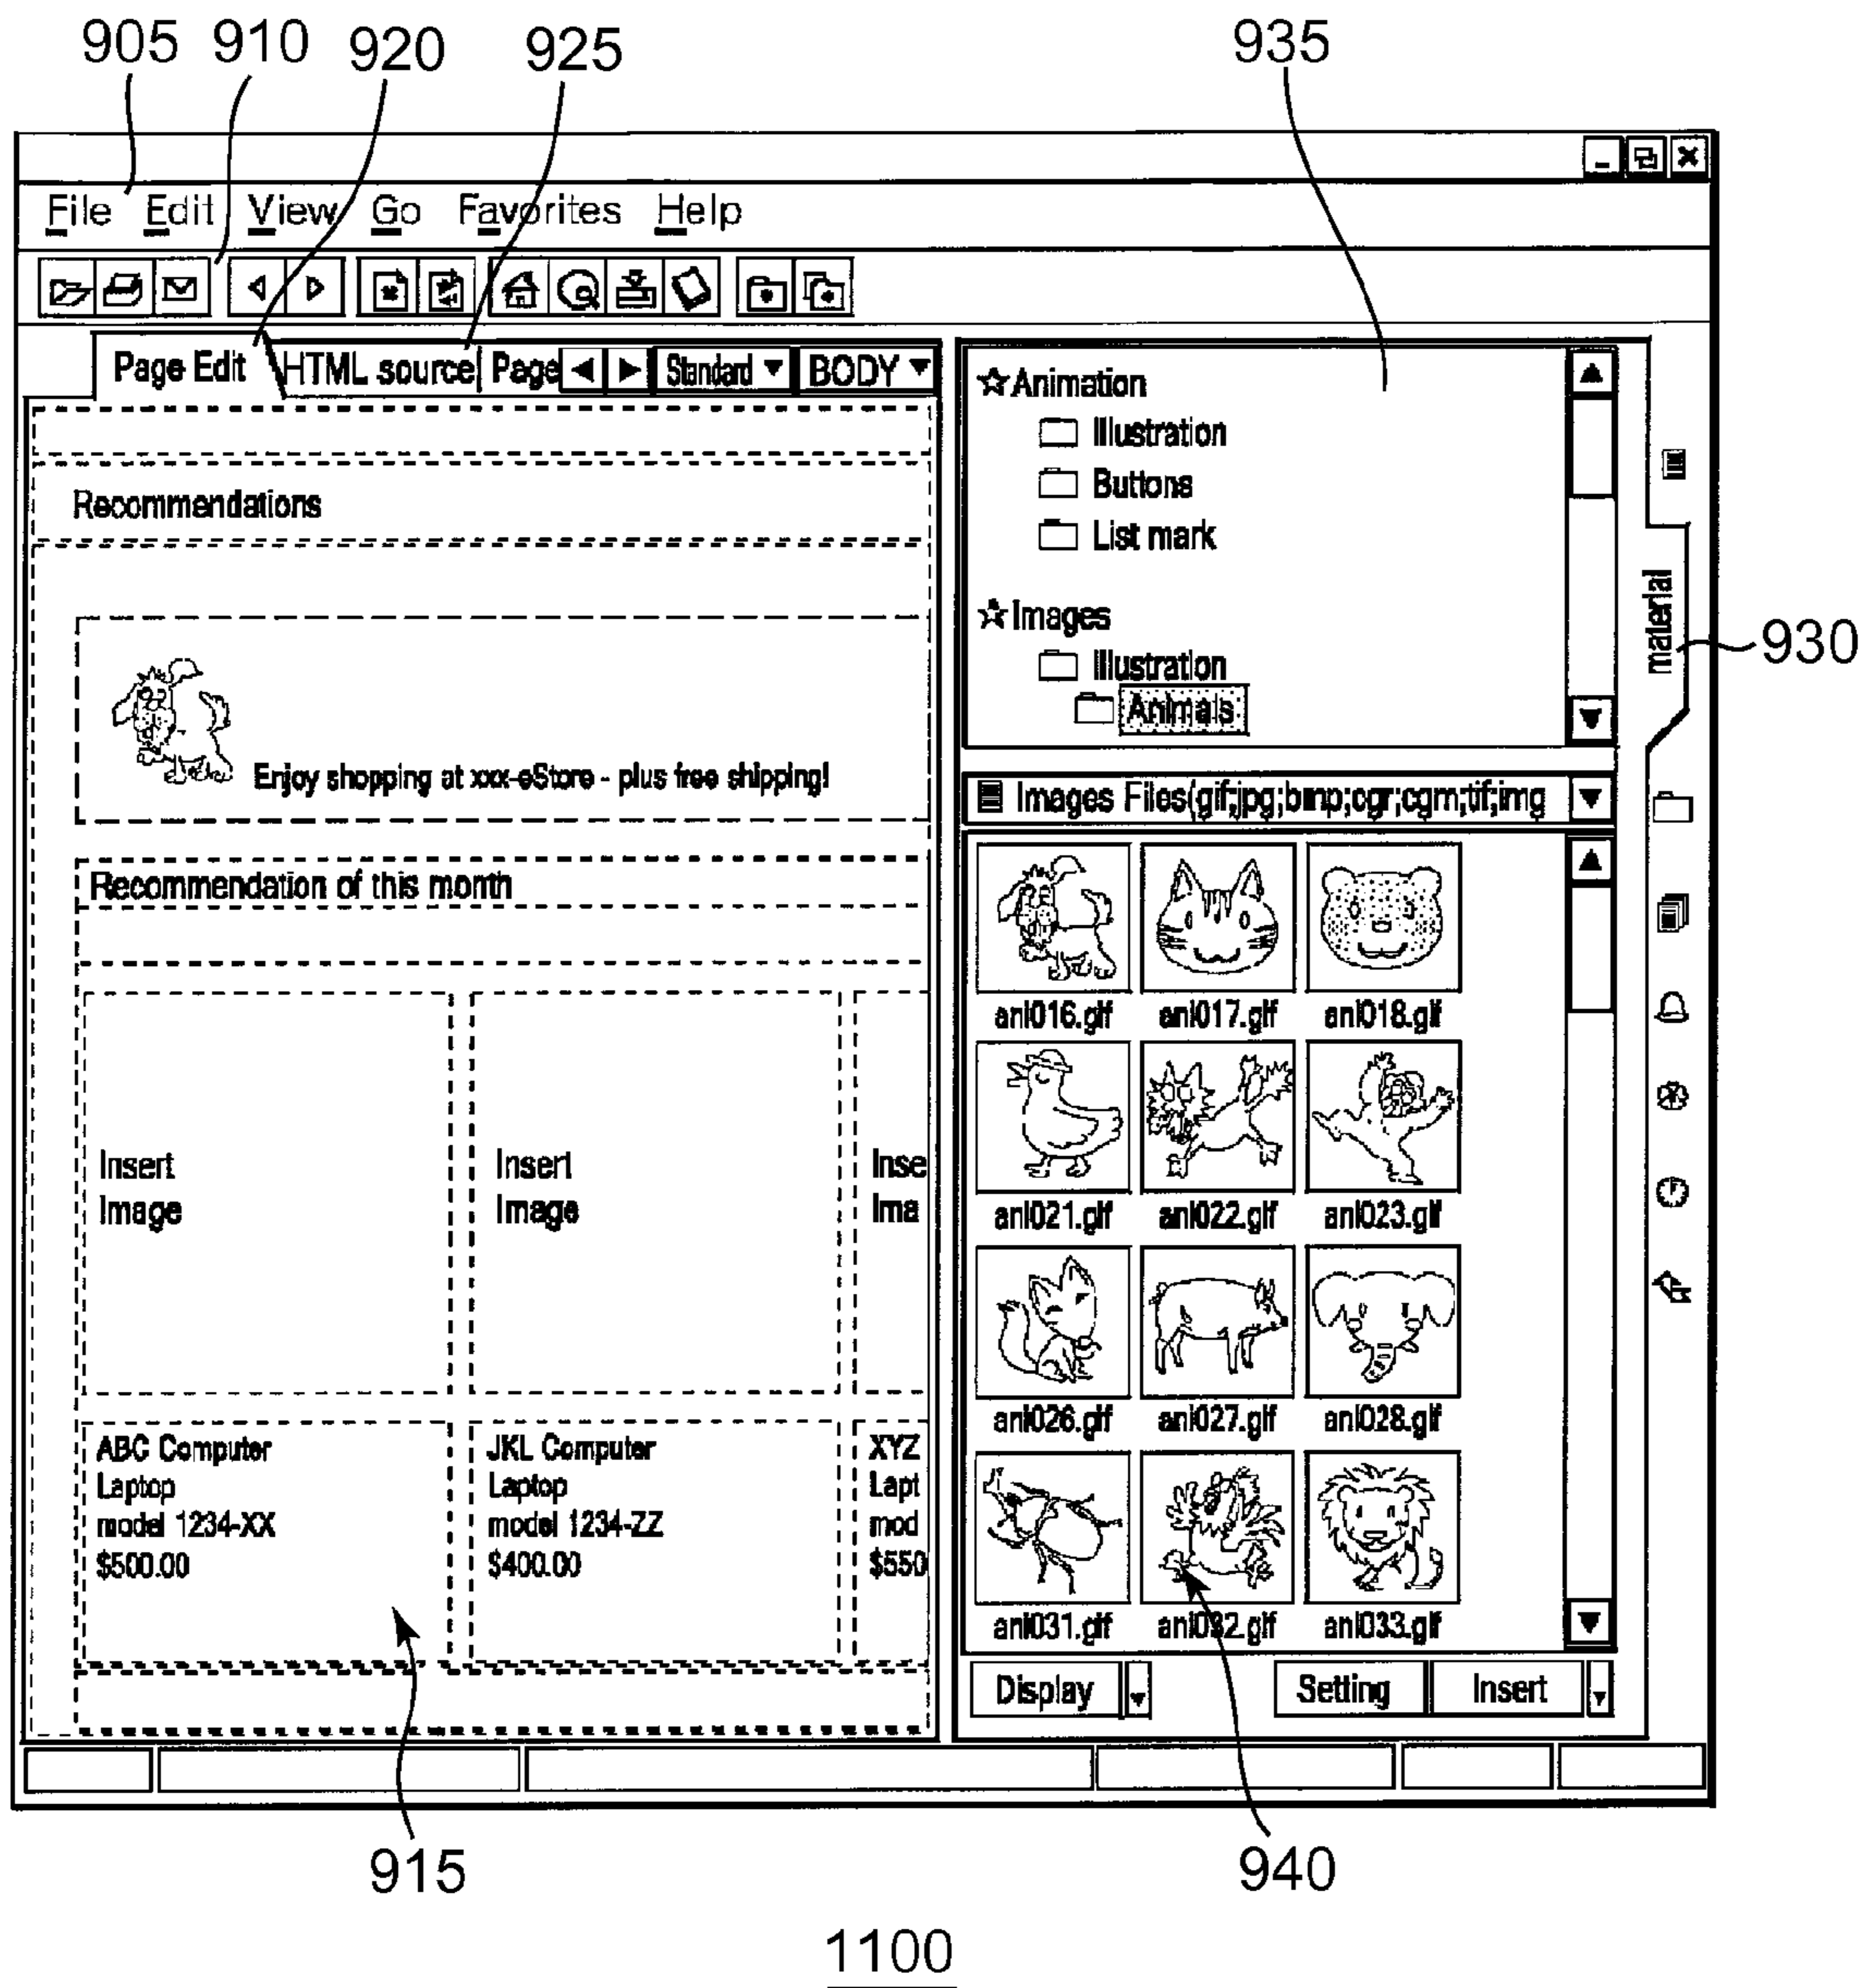 905 910 920 925 935
File Edit View Go Favorites Help
Page Edit HTML source Page Standard BODY
Recommendations
Enjoy shopping at xxx-eStore - plus free shipping!
Recommendation of this month
Insert
Image
Insert
Image
Inse
Ima
ABC Computer
Laptop
model 1234-XX
$500.00
JKL Computer
Laptop
model 1234-ZZ
$400.00
XYZ
Lapt
mod
$550
☆Animation
Illustration
Buttons
List mark
☆Images
Illustration
Animals
material
930
Images Files(gif;jpg;bmp;cgr;cgm;tif;img
ani016.gif ani017.gif ani018.gif
ani021.gif ani022.gif ani023.gif
ani026.gif ani027.gif ani028.gif
ani031.gif ani032.gif ani033.gif
Display Setting Insert
915 940
1100